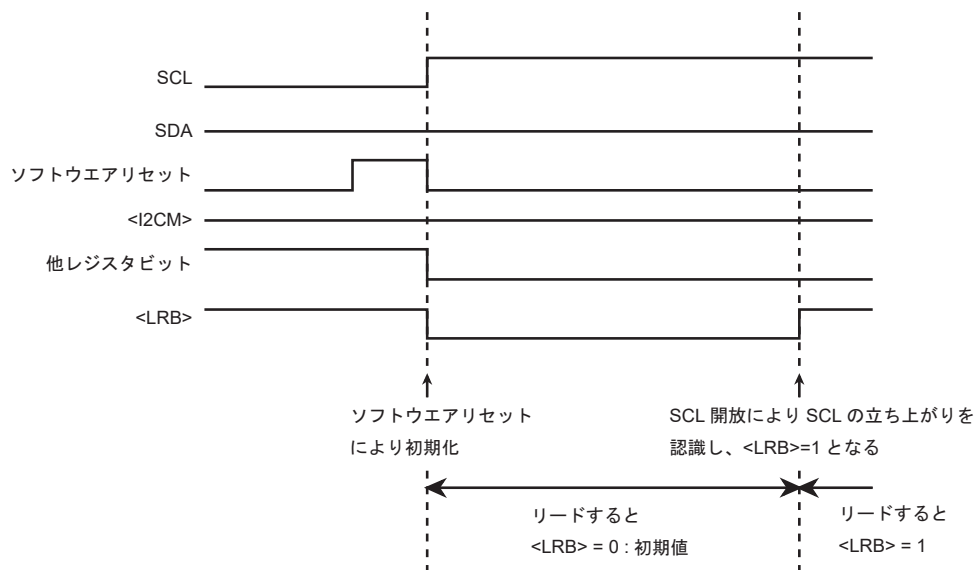 SCL
SDA
ソフトウエアリセット
<I2CM>
他レジスタビット
<LRB>
ソフトウエアリセット
により初期化
SCL 開放により SCL の立ち上がりを
認識し、<LRB>=1 となる
リードすると
<LRB> = 0 : 初期値
リードすると
<LRB> = 1